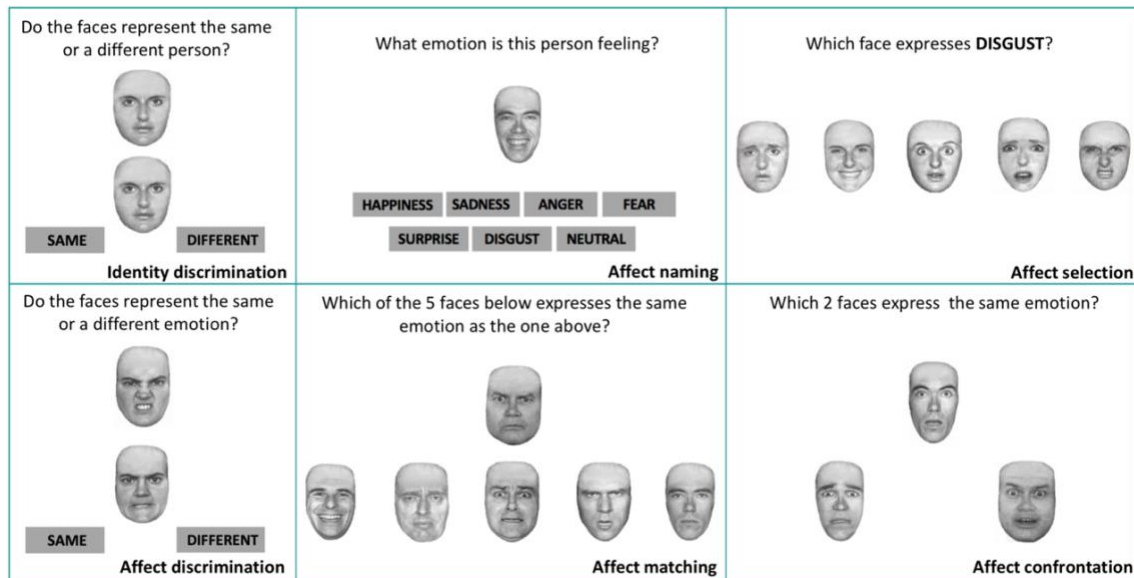 Do the faces represent the same
or a different person?
SAME
DIFFERENT
Identity discrimination
What emotion is this person feeling?
HAPPINESS
SADNESS
ANGER
FEAR
SURPRISE
DISGUST
NEUTRAL
Affect naming
Which face expresses DISGUST?
Affect selection
Do the faces represent the same
or a different emotion?
SAME
DIFFERENT
Affect discrimination
Which of the 5 faces below expresses the same
emotion as the one above?
Affect matching
Which 2 faces express the same emotion?
Affect confrontation